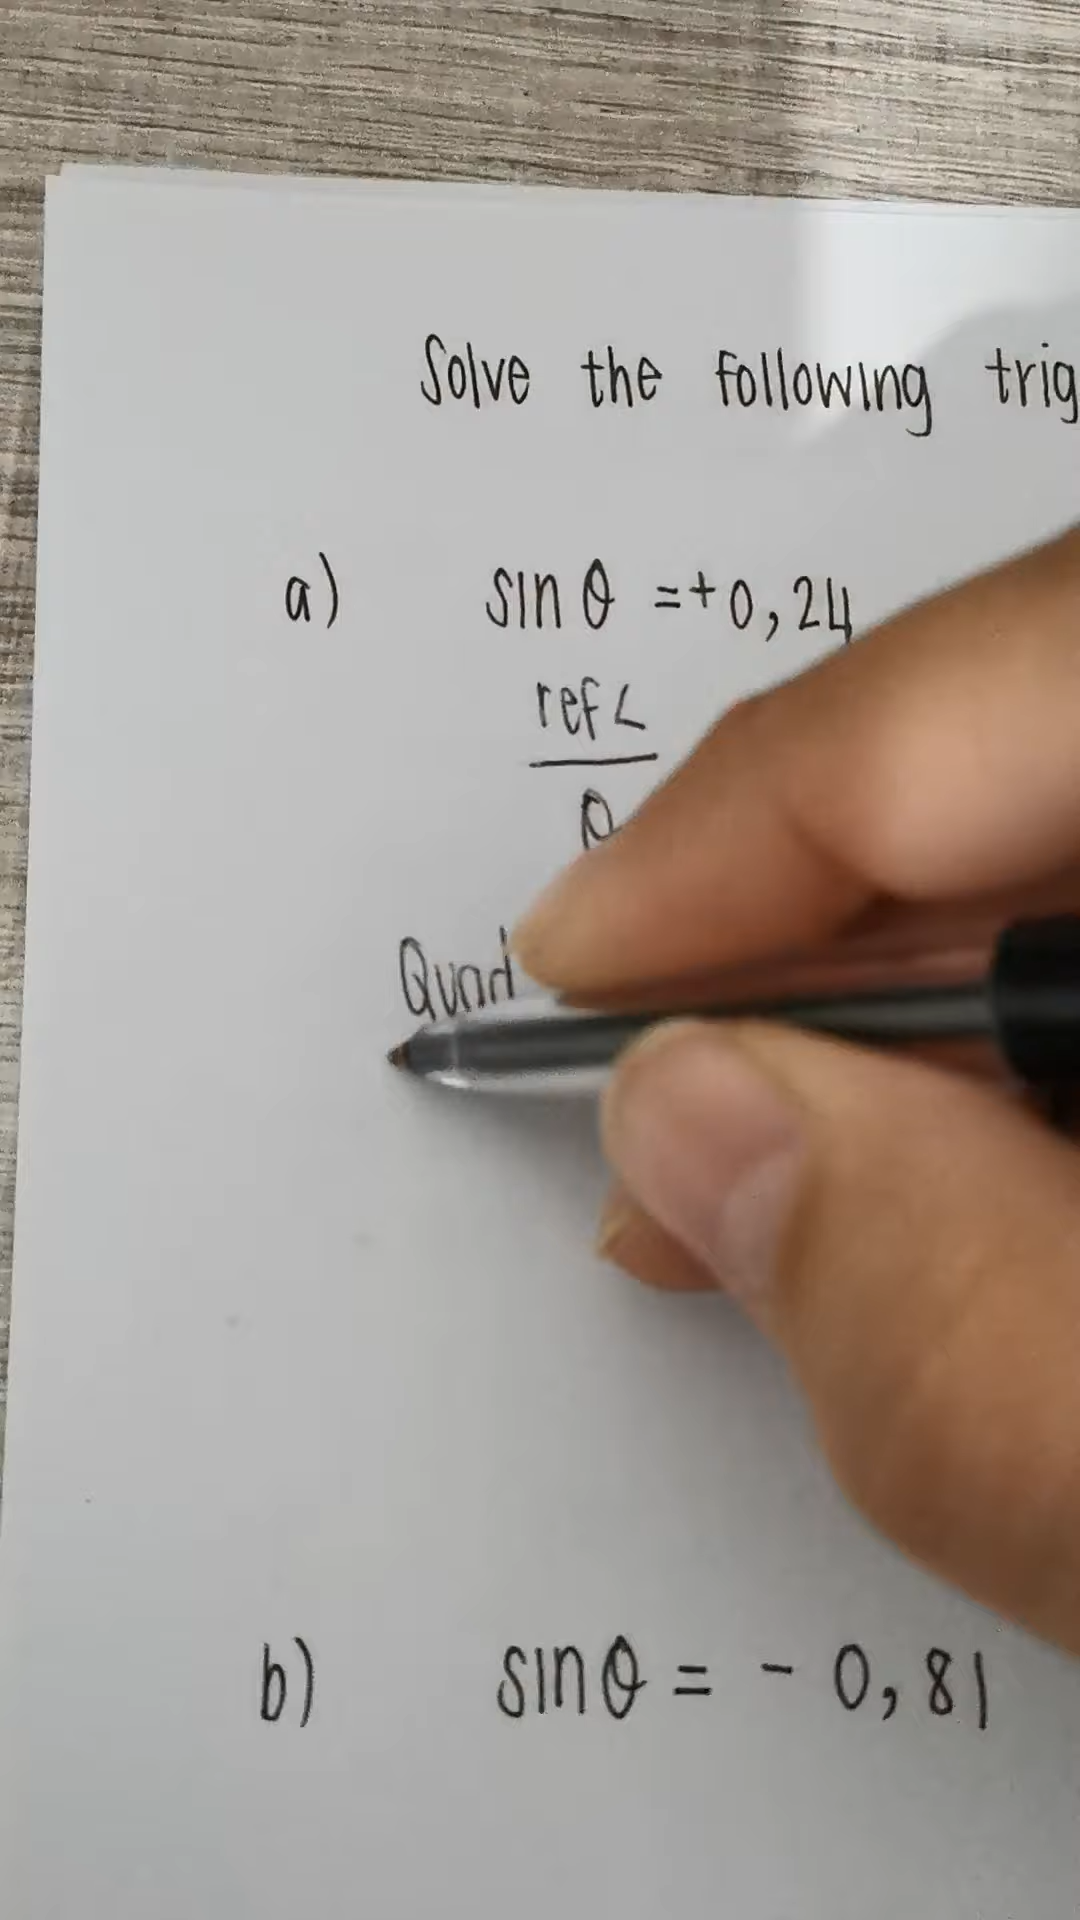 Solve the following trig
a) sin θ =+0,24
ref <
θ
Quad
b) sin θ = - 0,81